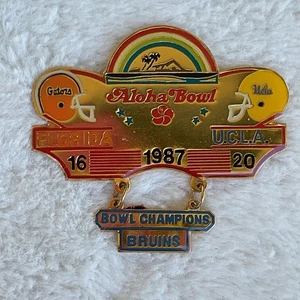 Gators
Ucla
Aloha Bowl
FLORIDA
U.C.L.A.
16
1987
20
BOWL CHAMPIONS
BRUINS